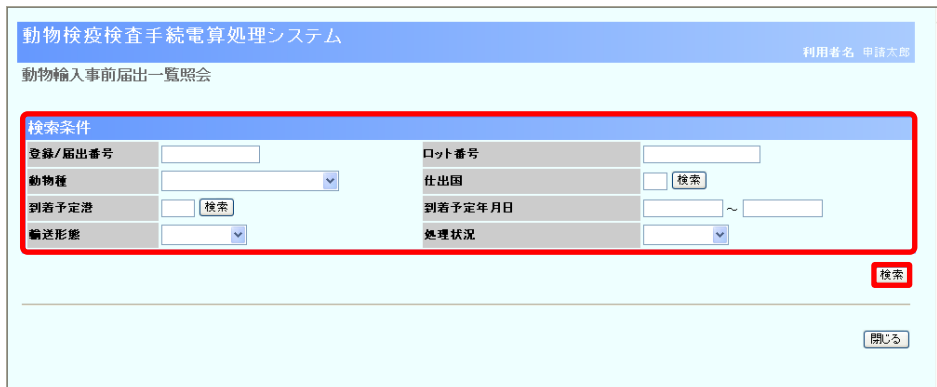 動物検疫検査手続電算処理システム
利用者名 申請太郎
動物輸入事前届出一覧照会
検索条件
登録/届出番号 ロット番号
動物種 仕出国 検索
到着予定港 検索 到着予定年月日 ～
輸送形態 処理状況
検索
閉じる